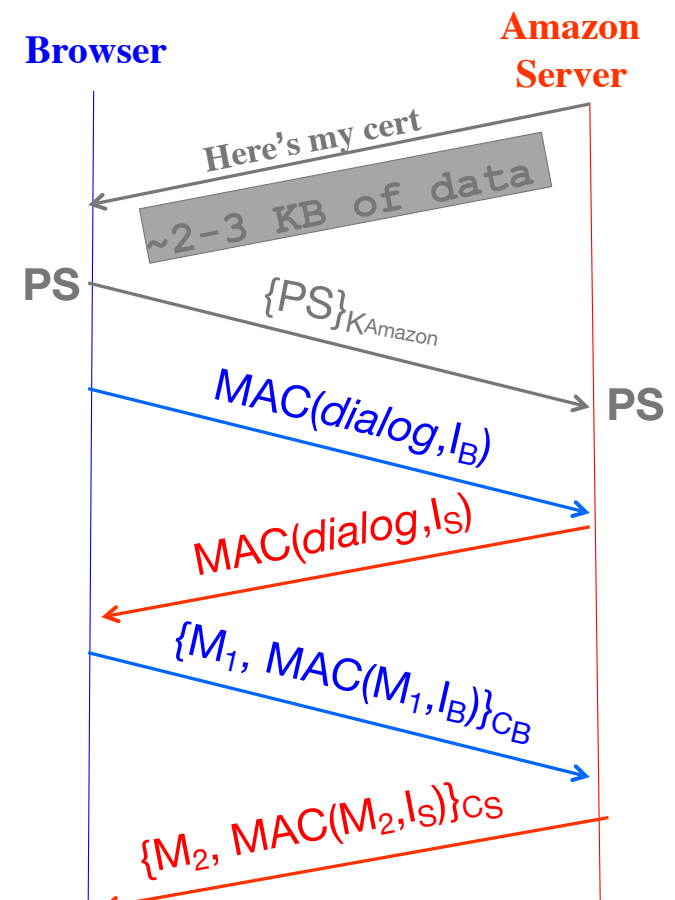 Browser
Amazon
Server
Here's my cert
~2-3 KB of data
PS
{PS}KAmazon
PS
MAC(dialog,IB)
MAC(dialog,IS)
{M1, MAC(M1,IB)}CB
{M2, MAC(M2,IS)}CS